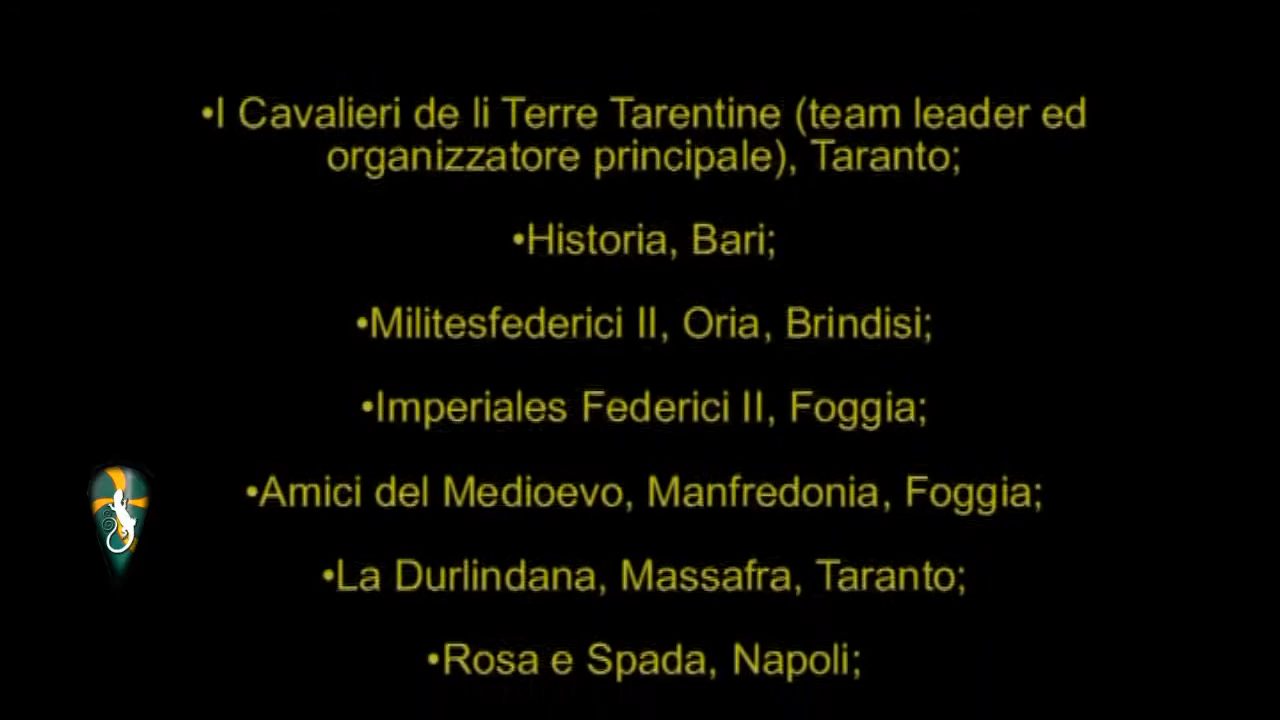 •I Cavalieri de li Terre Tarentine (team leader ed
organizzatore principale), Taranto;
•Historia, Bari;
•Militesfederici II, Oria, Brindisi;
•Imperiales Federici II, Foggia;
•Amici del Medioevo, Manfredonia, Foggia;
•La Durlindana, Massafra, Taranto;
•Rosa e Spada, Napoli;